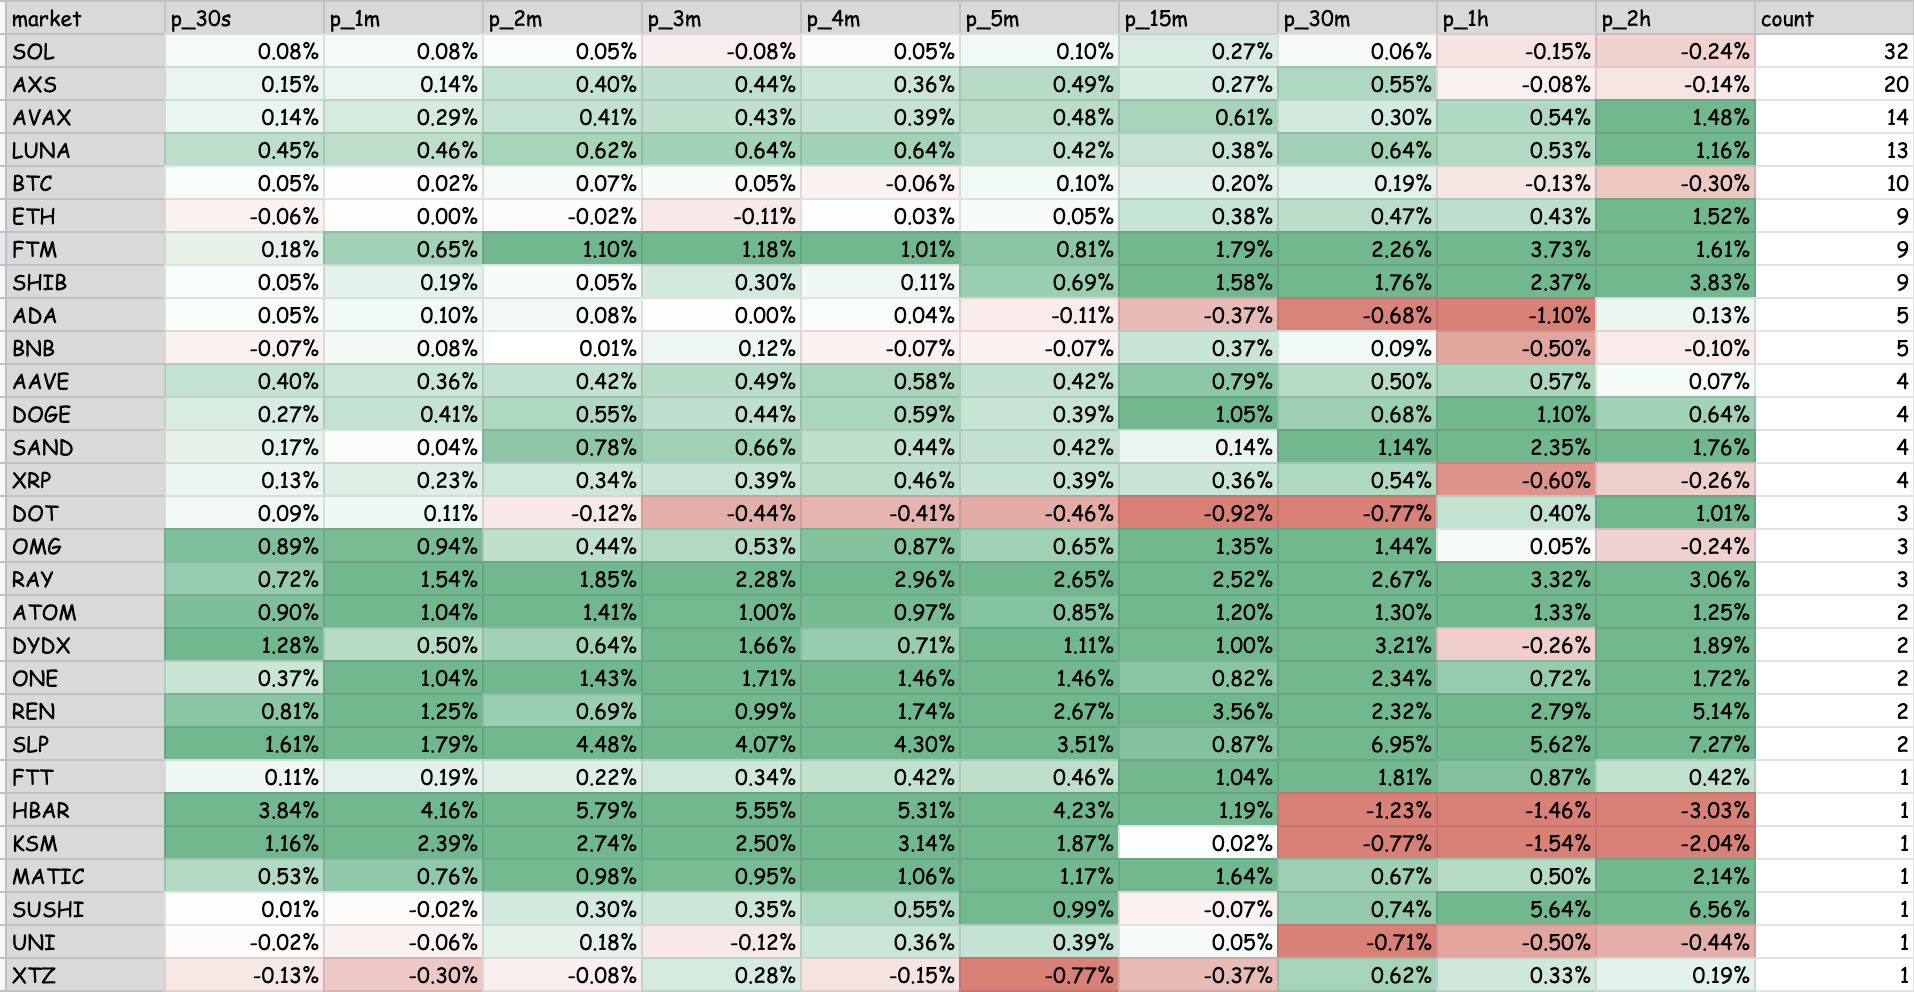 market p_30s p_1m p_2m p_3m p_4m p_5m p_15m p_30m p_1h p_2h count
SOL 0.08% 0.08% 0.05% -0.08% 0.05% 0.10% 0.27% 0.06% -0.15% -0.24% 32
AXS 0.15% 0.14% 0.40% 0.44% 0.36% 0.49% 0.27% 0.55% -0.08% -0.14% 20
AVAX 0.14% 0.29% 0.41% 0.43% 0.39% 0.48% 0.61% 0.30% 0.54% 1.48% 14
LUNA 0.45% 0.46% 0.62% 0.64% 0.64% 0.42% 0.38% 0.64% 0.53% 1.16% 13
BTC 0.05% 0.02% 0.07% 0.05% -0.06% 0.10% 0.20% 0.19% -0.13% -0.30% 10
ETH -0.06% 0.00% -0.02% -0.11% 0.03% 0.05% 0.38% 0.47% 0.43% 1.52% 9
FTM 0.18% 0.65% 1.10% 1.18% 1.01% 0.81% 1.79% 2.26% 3.73% 1.61% 9
SHIB 0.05% 0.19% 0.05% 0.30% 0.11% 0.69% 1.58% 1.76% 2.37% 3.83% 9
ADA 0.05% 0.10% 0.08% 0.00% 0.04% -0.11% -0.37% -0.68% -1.10% 0.13% 5
BNB -0.07% 0.08% 0.01% 0.12% -0.07% -0.07% 0.37% 0.09% -0.50% -0.10% 5
AAVE 0.40% 0.36% 0.42% 0.49% 0.58% 0.42% 0.79% 0.50% 0.57% 0.07% 4
DOGE 0.27% 0.41% 0.55% 0.44% 0.59% 0.39% 1.05% 0.68% 1.10% 0.64% 4
SAND 0.17% 0.04% 0.78% 0.66% 0.44% 0.42% 0.14% 1.14% 2.35% 1.76% 4
XRP 0.13% 0.23% 0.34% 0.39% 0.46% 0.39% 0.36% 0.54% -0.60% -0.26% 4
DOT 0.09% 0.11% -0.12% -0.44% -0.41% -0.46% -0.92% -0.77% 0.40% 1.01% 3
OMG 0.89% 0.94% 0.44% 0.53% 0.87% 0.65% 1.35% 1.44% 0.05% -0.24% 3
RAY 0.72% 1.54% 1.85% 2.28% 2.96% 2.65% 2.52% 2.67% 3.32% 3.06% 3
ATOM 0.90% 1.04% 1.41% 1.00% 0.97% 0.85% 1.20% 1.30% 1.33% 1.25% 2
DYDX 1.28% 0.50% 0.64% 1.66% 0.71% 1.11% 1.00% 3.21% -0.26% 1.89% 2
ONE 0.37% 1.04% 1.43% 1.71% 1.46% 1.46% 0.82% 2.34% 0.72% 1.72% 2
REN 0.81% 1.25% 0.69% 0.99% 1.74% 2.67% 3.56% 2.32% 2.79% 5.14% 2
SLP 1.61% 1.79% 4.48% 4.07% 4.30% 3.51% 0.87% 6.95% 5.62% 7.27% 2
FTT 0.11% 0.19% 0.22% 0.34% 0.42% 0.46% 1.04% 1.81% 0.87% 0.42% 1
HBAR 3.84% 4.16% 5.79% 5.55% 5.31% 4.23% 1.19% -1.23% -1.46% -3.03% 1
KSM 1.16% 2.39% 2.74% 2.50% 3.14% 1.87% 0.02% -0.77% -1.54% -2.04% 1
MATIC 0.53% 0.76% 0.98% 0.95% 1.06% 1.17% 1.64% 0.67% 0.50% 2.14% 1
SUSHI 0.01% -0.02% 0.30% 0.35% 0.55% 0.99% -0.07% 0.74% 5.64% 6.56% 1
UNI -0.02% -0.06% 0.18% -0.12% 0.36% 0.39% 0.05% -0.71% -0.50% -0.44% 1
XTZ -0.13% -0.30% -0.08% 0.28% -0.15% -0.77% -0.37% 0.62% 0.33% 0.19% 1